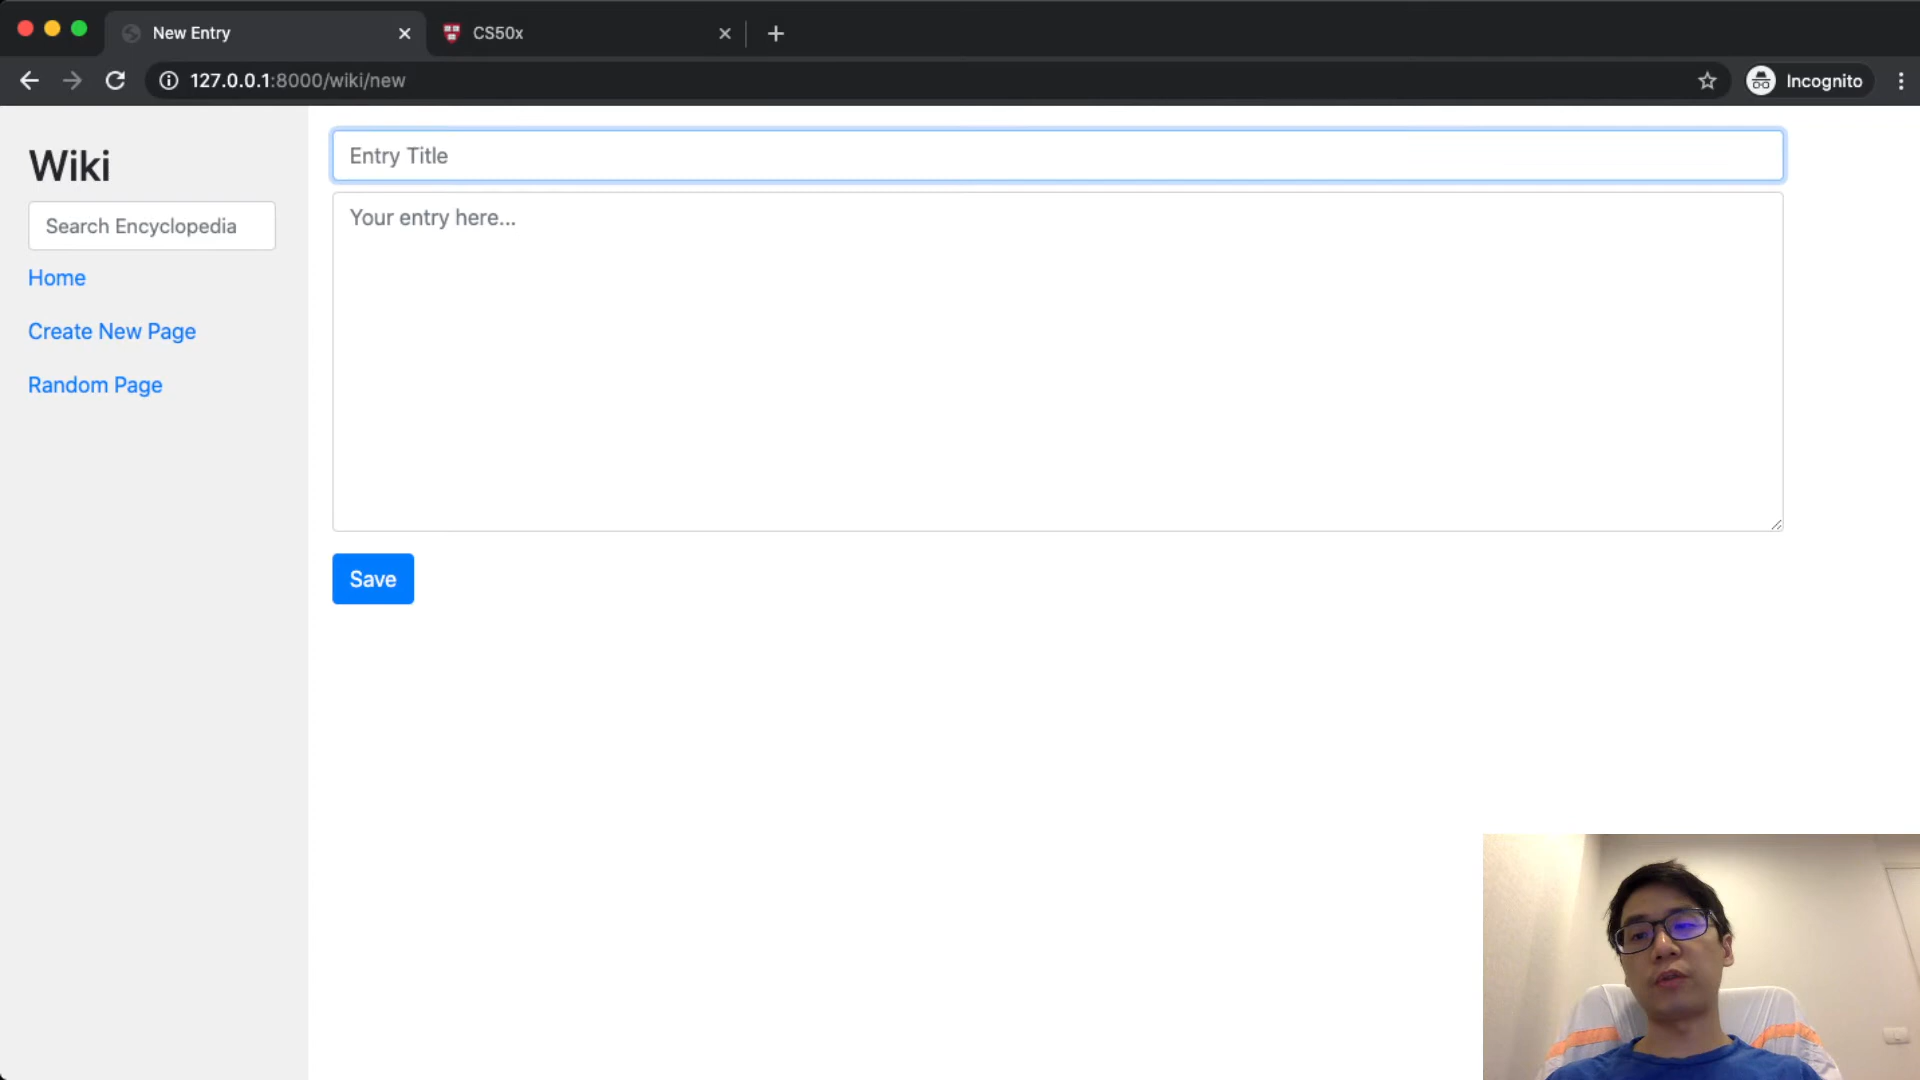 New Entry
CS50x
127.0.0.1:8000/wiki/new
Incognito
Wiki
Search Encyclopedia
Home
Create New Page
Random Page
Entry Title
Your entry here...
Save